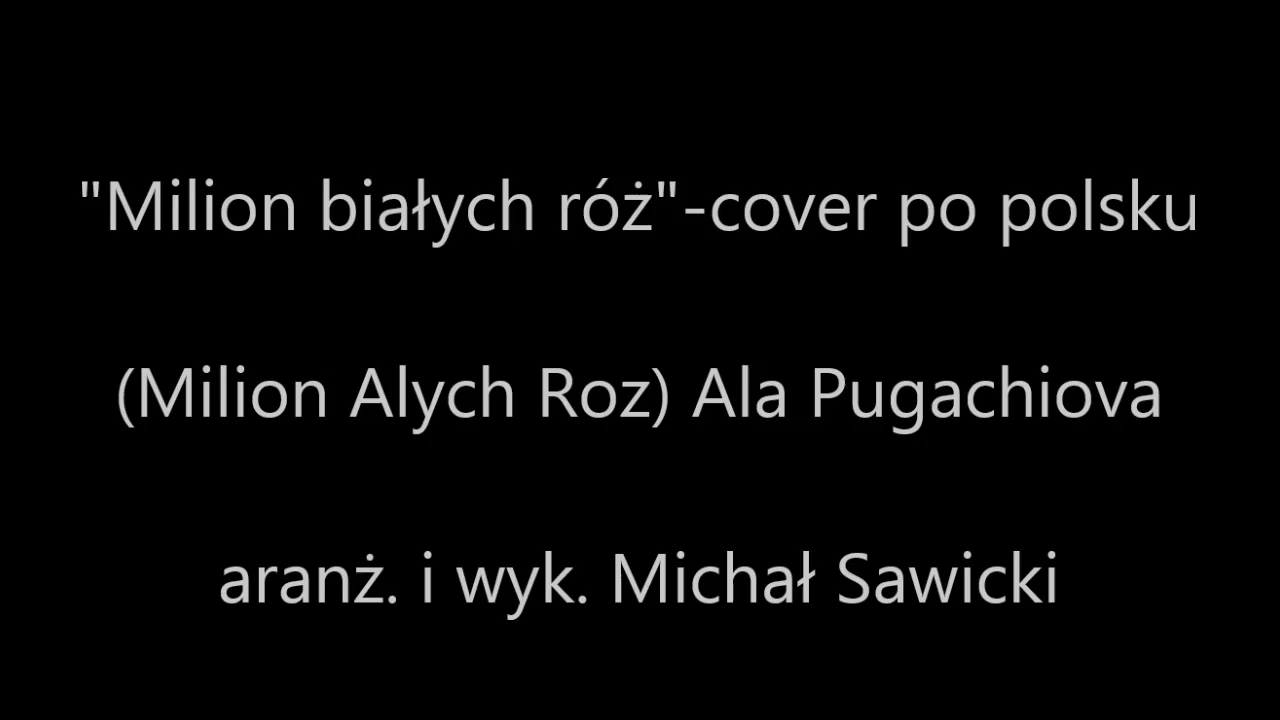 "Milion białych róż"-cover po polsku
(Milion Alych Roz) Ala Pugachiova
aranż. i wyk. Michał Sawicki